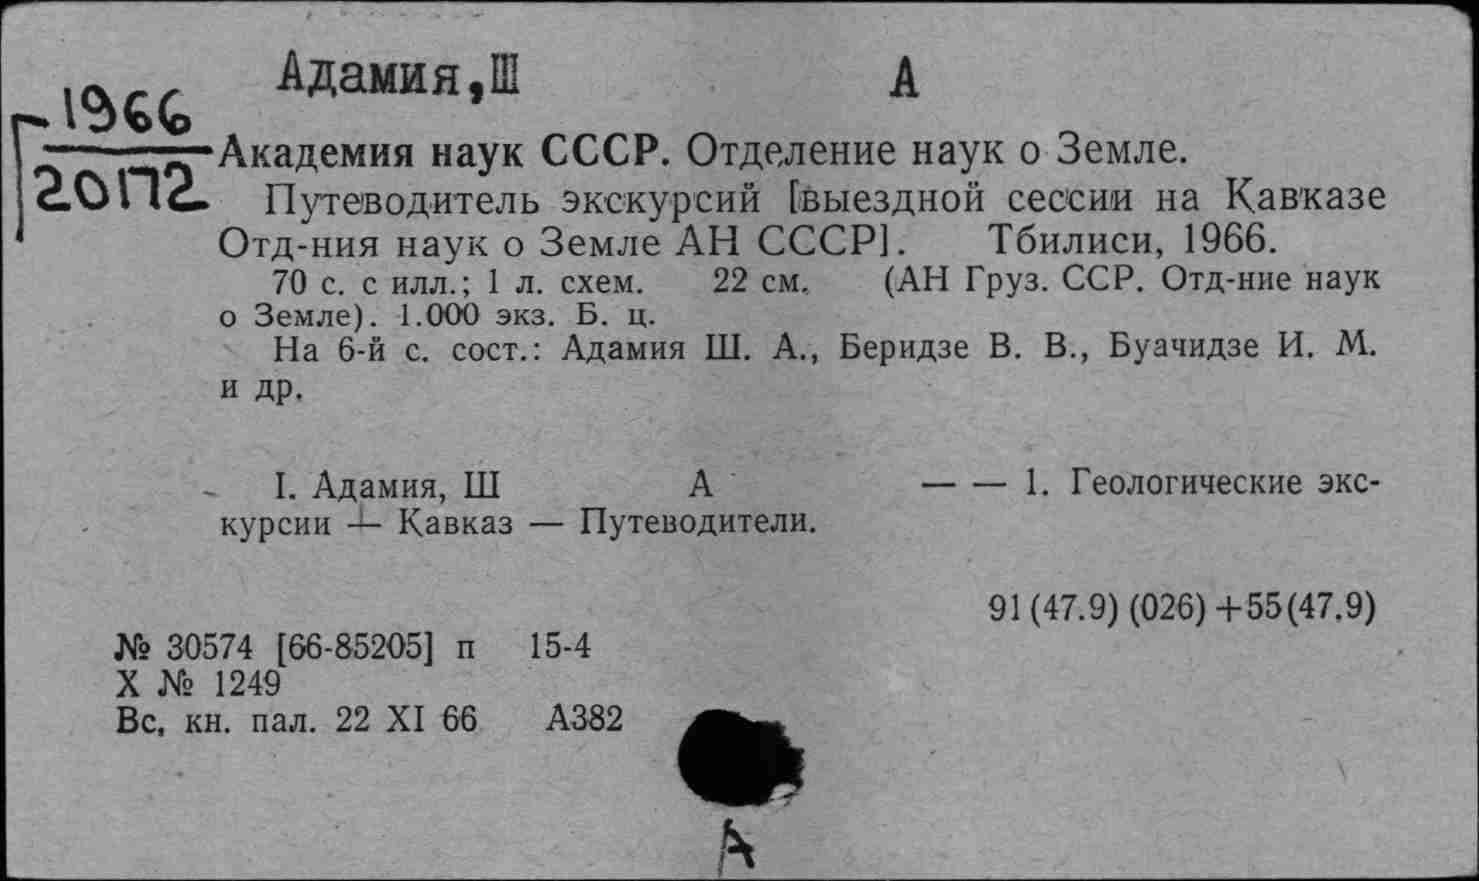 Адамия,Ш А
Г 1966
20П2
Академия наук СССР. Отделение наук о Земле.
Путеводитель экскурсий [выездной сессии на Кавказе
Отд-ния наук о Земле АН СССР]. Тбилиси, 1966.
70 с. с илл.; 1 л. схем. 22 см. (АН Груз. ССР. Отд-ние наук
о Земле). 1.000 экз. Б. ц.
На 6-й с. сост.: Адамия Ш. А., Беридзе В. В., Буачидзе И. М.
и др.
I. Адамия, Ш А — — 1. Геологические экс-
курсии — Кавказ — Путеводители.
91 (47.9) (026) +55(47.9)
№ 30574 [66-85205] п 15-4
Х № 1249
Вс. кн. пал. 22 XI 66 А382
А